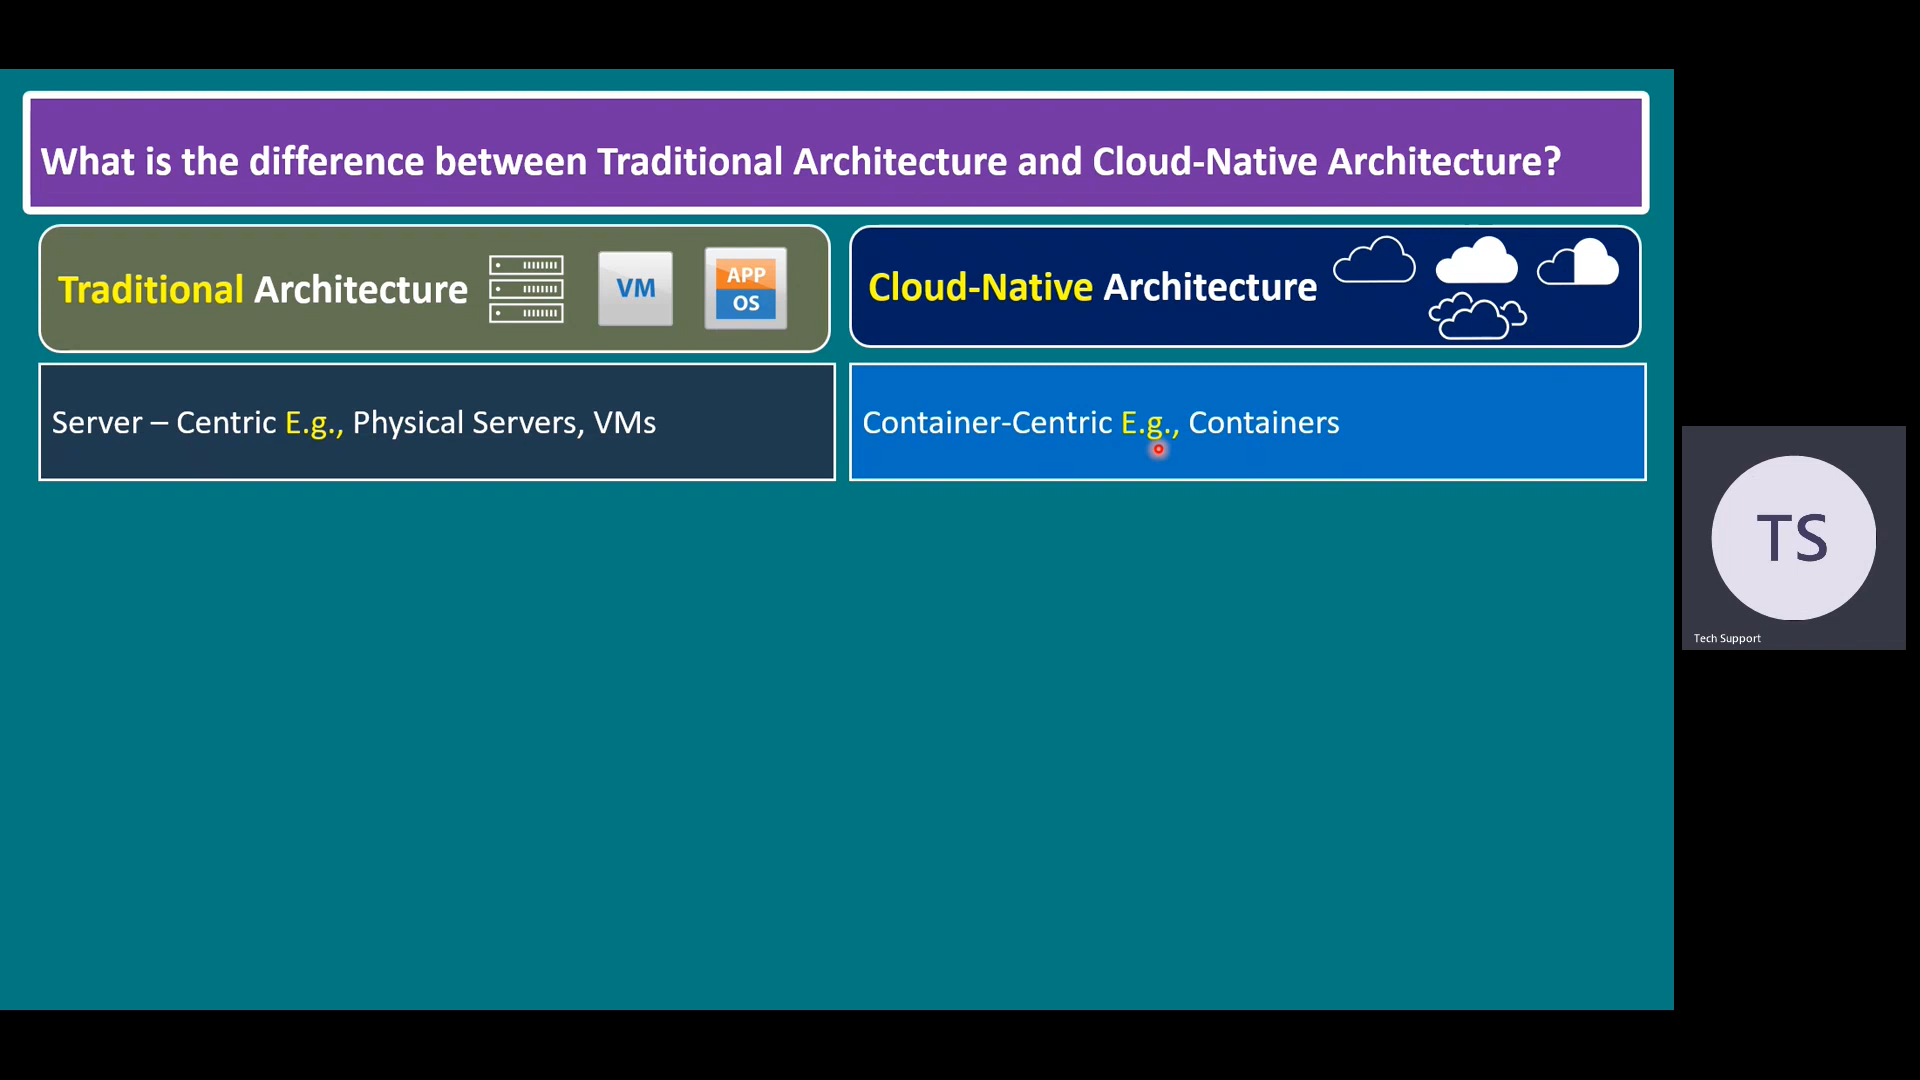 What is the difference between Traditional Architecture and Cloud-Native Architecture?
Traditional Architecture
VM
APP
OS
Cloud-Native Architecture
Server – Centric E.g., Physical Servers, VMs
Container-Centric E.g., Containers
TS
Tech Support